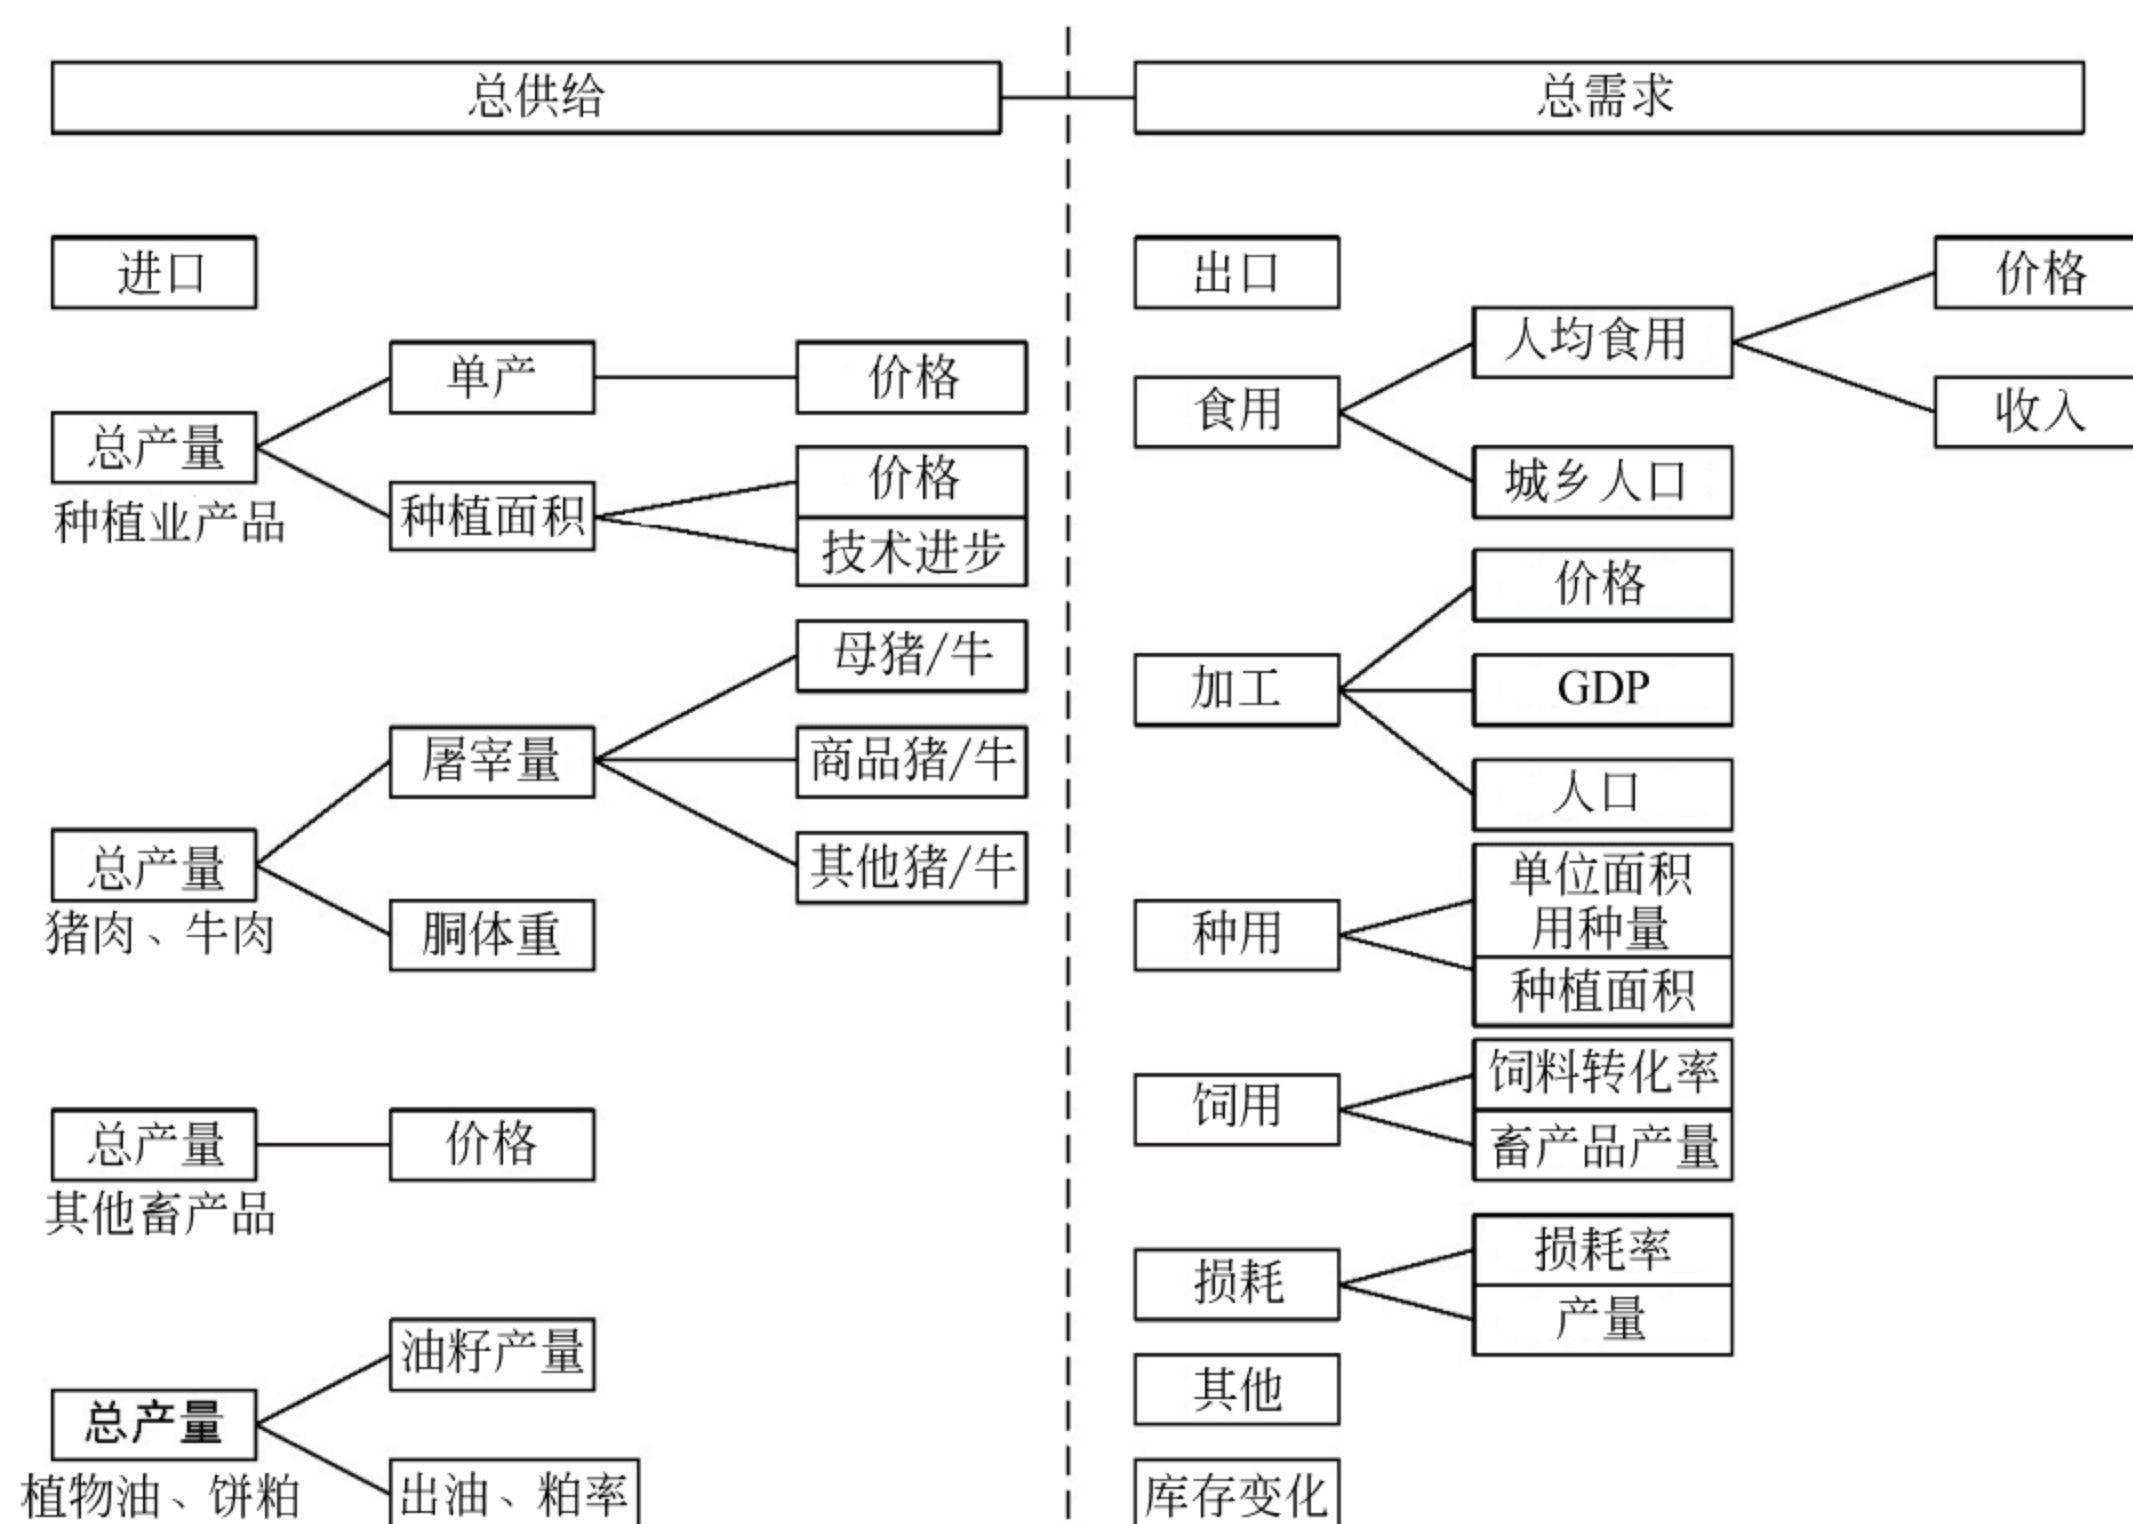 总供给
总需求
进口
单产
价格
总产量
种植业产品
种植面积
价格
技术进步
母猪/牛
屠宰量
商品猪/牛
其他猪/牛
总产量
猪肉、牛肉
胴体重
总产量
价格
其他畜产品
油籽产量
总产量
植物油、饼粕
出油、粕率
出口
人均食用
价格
食用
收入
城乡人口
价格
加工
GDP
人口
单位面积
用种量
种用
种植面积
饲料转化率
饲用
畜产品产量
损耗率
损耗
产量
其他
库存变化